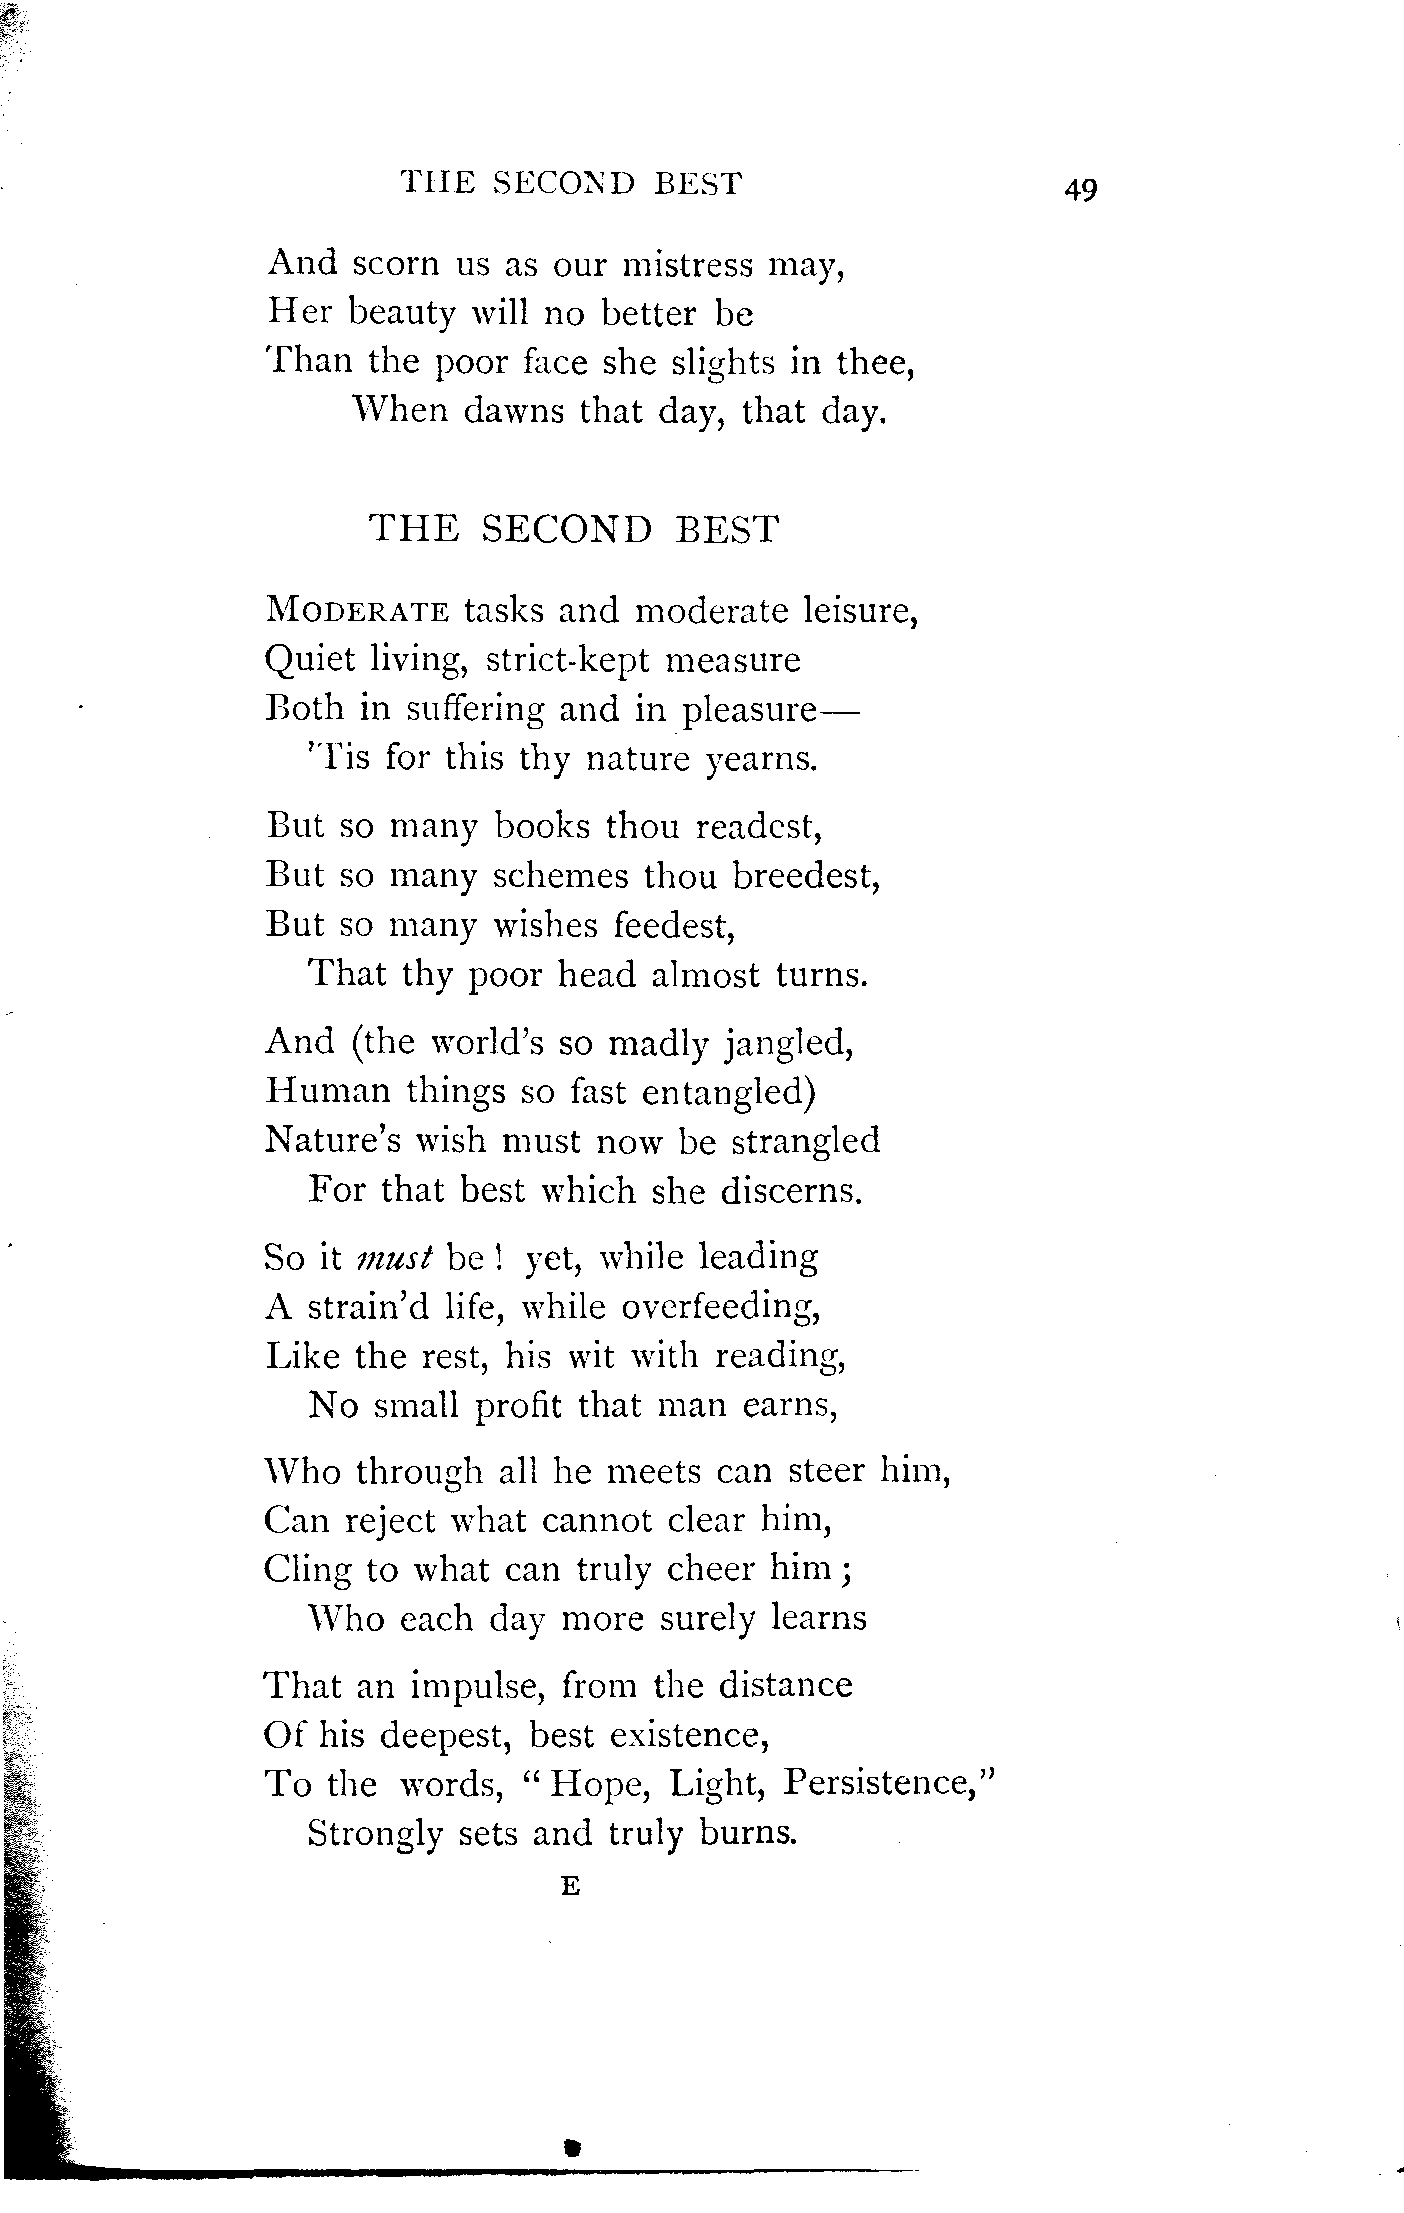 THE SECOND BEST 49
And scorn us as our mistress may,
Her beauty will no better be
Than the poor face she slights in thee,
When dawns that day, that day.
THE SECOND BEST
MODERATE tasks and moderate leisure,
Quiet living, strict-kept measure
Both in suffering and in pleasure—
'Tis for this thy nature yearns.
But so many books thou readest,
But so many schemes thou breedest,
But so many wishes feedest,
That thy poor head almost turns.
And (the world's so madly jangled,
Human things so fast entangled)
Nature's wish must now be strangled
For that best which she discerns.
So it must be! yet, while leading
A strain'd life, while overfeeding,
Like the rest, his wit with reading,
No small profit that man earns,
Who through all he meets can steer him,
Can reject what cannot clear him,
Cling to what can truly cheer him;
Who each day more surely learns
That an impulse, from the distance
Of his deepest, best existence,
To the words, "Hope, Light, Persistence,"
Strongly sets and truly burns.
E